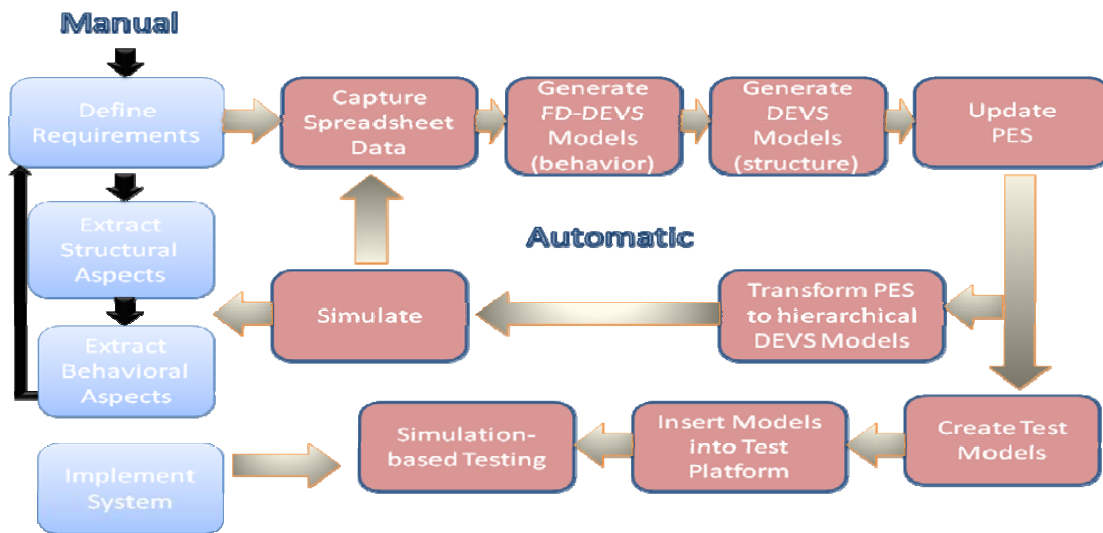 Manual
Define
Requirements
Capture
Spreadsheet
Data
Generate
FD-DEVS
Models
(behavior)
Generate
DEVS
Models
(structure)
Update
PES
Extract
Structural
Aspects
Automatic
Simulate
Transform PES
to hierarchical
DEVS Models
Extract
Behavioral
Aspects
Simulation-
based Testing
Insert Models
into Test
Platform
Create Test
Models
Implement
System